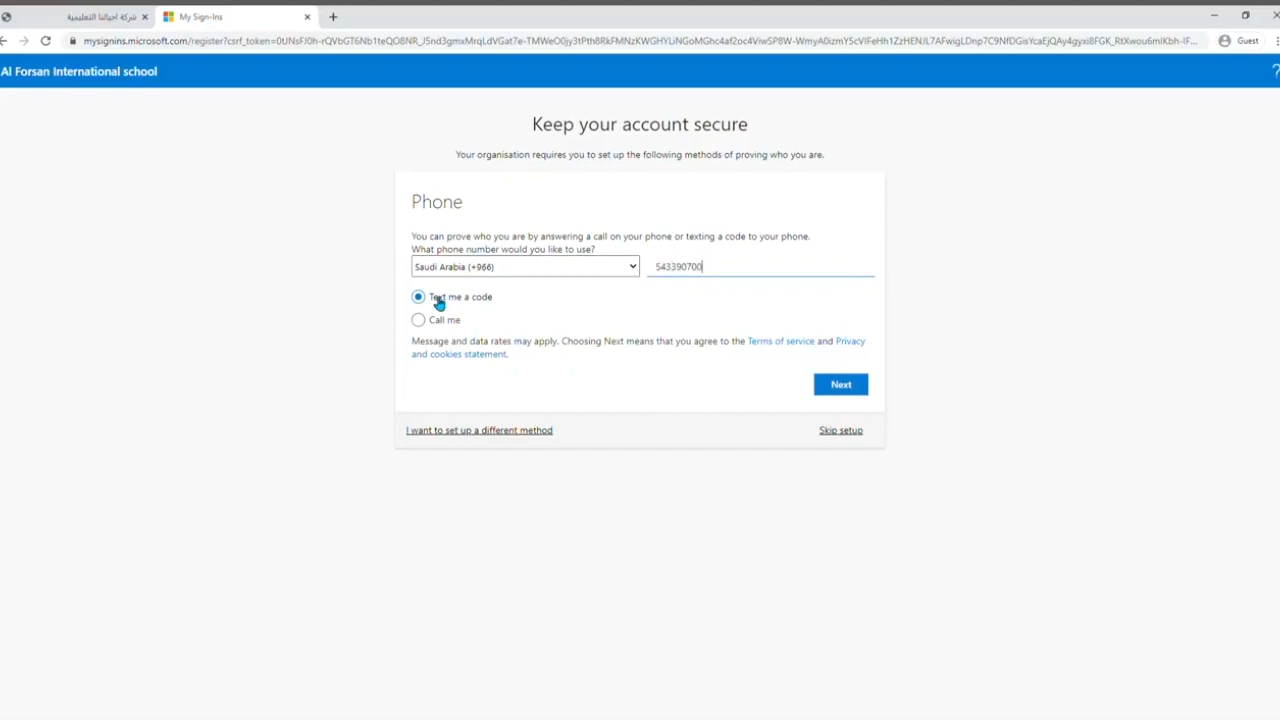 شركة اجيالنا التعليمية
My Sign-Ins
Guest
Al Forsan International school
?
Keep your account secure
Your organisation requires you to set up the following methods of proving who you are.
Phone
You can prove who you are by answering a call on your phone or texting a code to your phone.
What phone number would you like to use?
Saudi Arabia (+966)
543390700
Text me a code
Call me
Message and data rates may apply. Choosing Next means that you agree to the Terms of service and Privacy
and cookies statement.
Next
I want to set up a different method
Skip setup